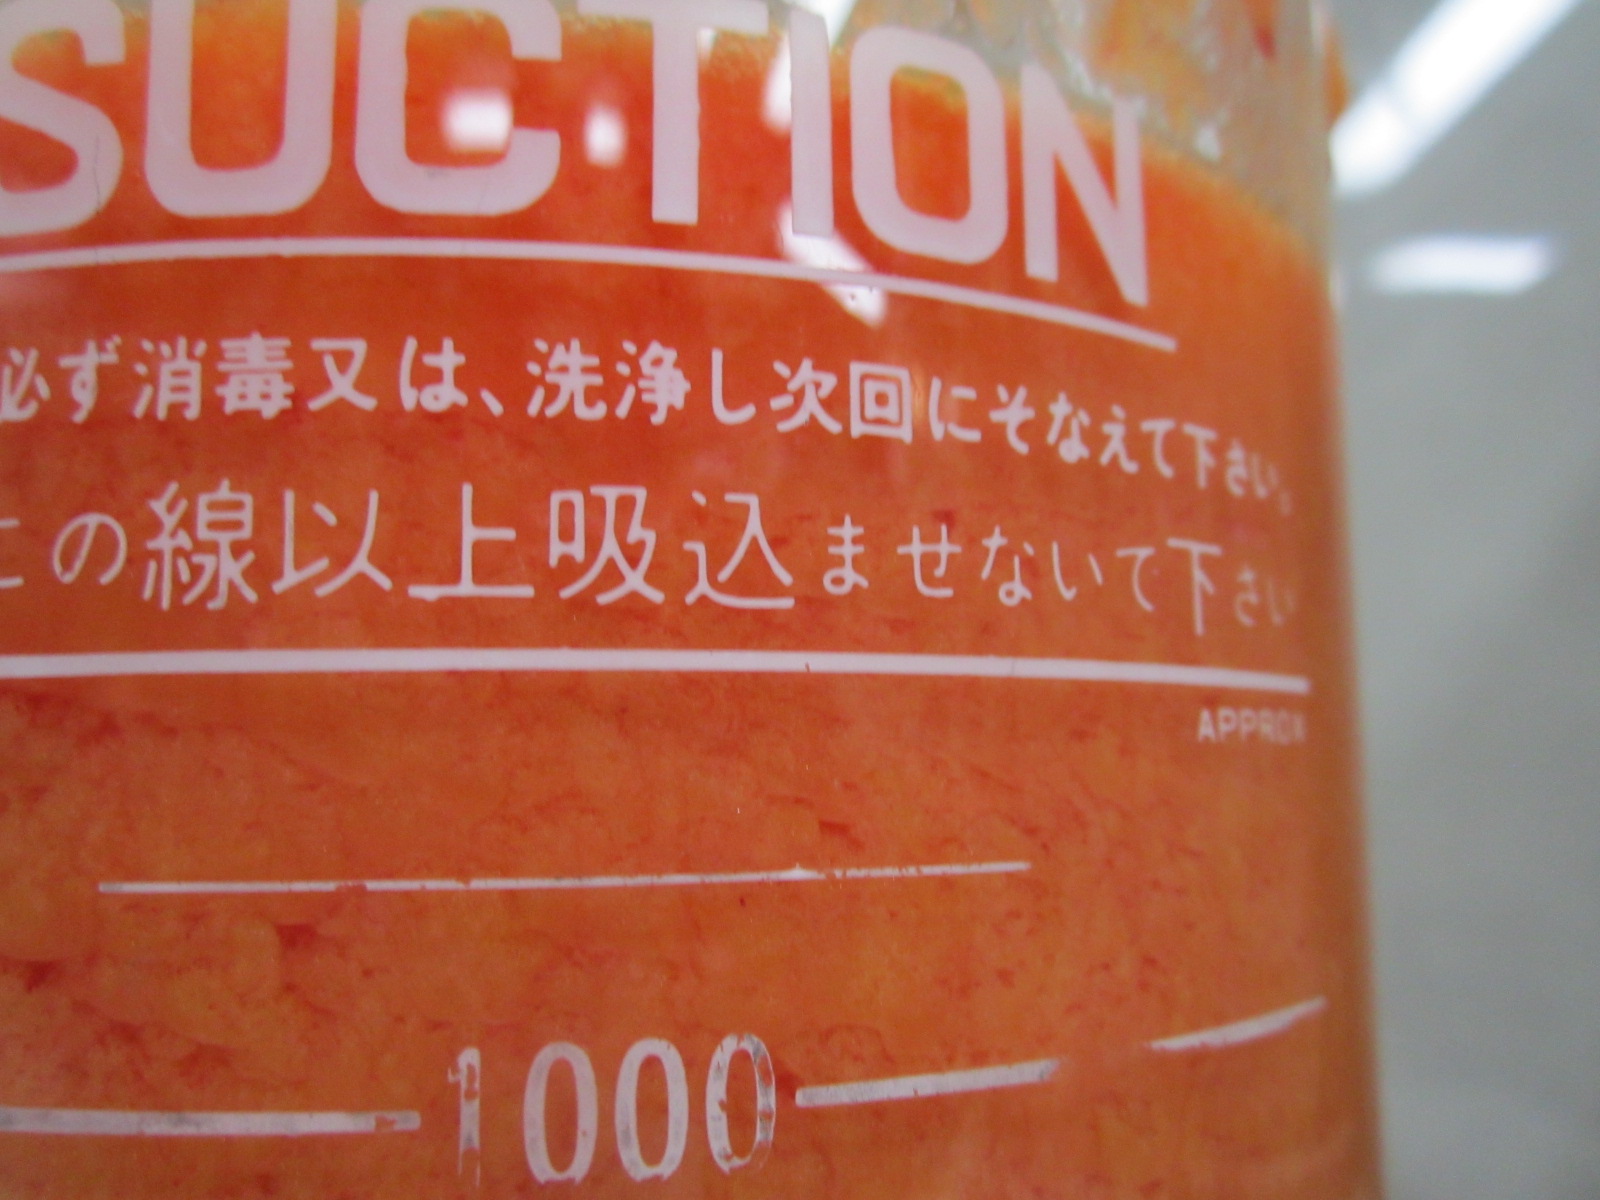 SUCTION
必ず消毒又は、洗浄し次回にそなえて下さい。
この線以上吸込ませないで下さい
APPROX
1000